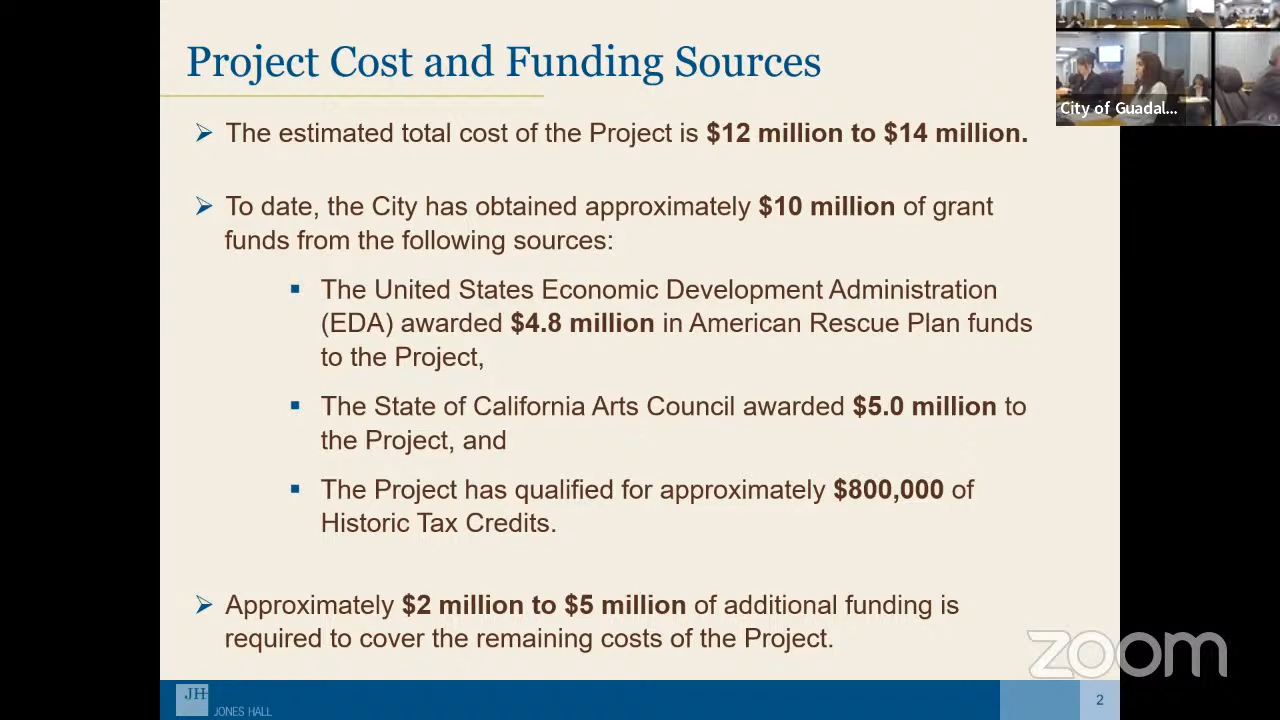 Project Cost and Funding Sources
City of Guadal...
The estimated total cost of the Project is $12 million to $14 million.
To date, the City has obtained approximately $10 million of grant
funds from the following sources:
The United States Economic Development Administration
(EDA) awarded $4.8 million in American Rescue Plan funds
to the Project,
The State of California Arts Council awarded $5.0 million to
the Project, and
The Project has qualified for approximately $800,000 of
Historic Tax Credits.
Approximately $2 million to $5 million of additional funding is
required to cover the remaining costs of the Project.
zoom
JH
JONES HALL
2